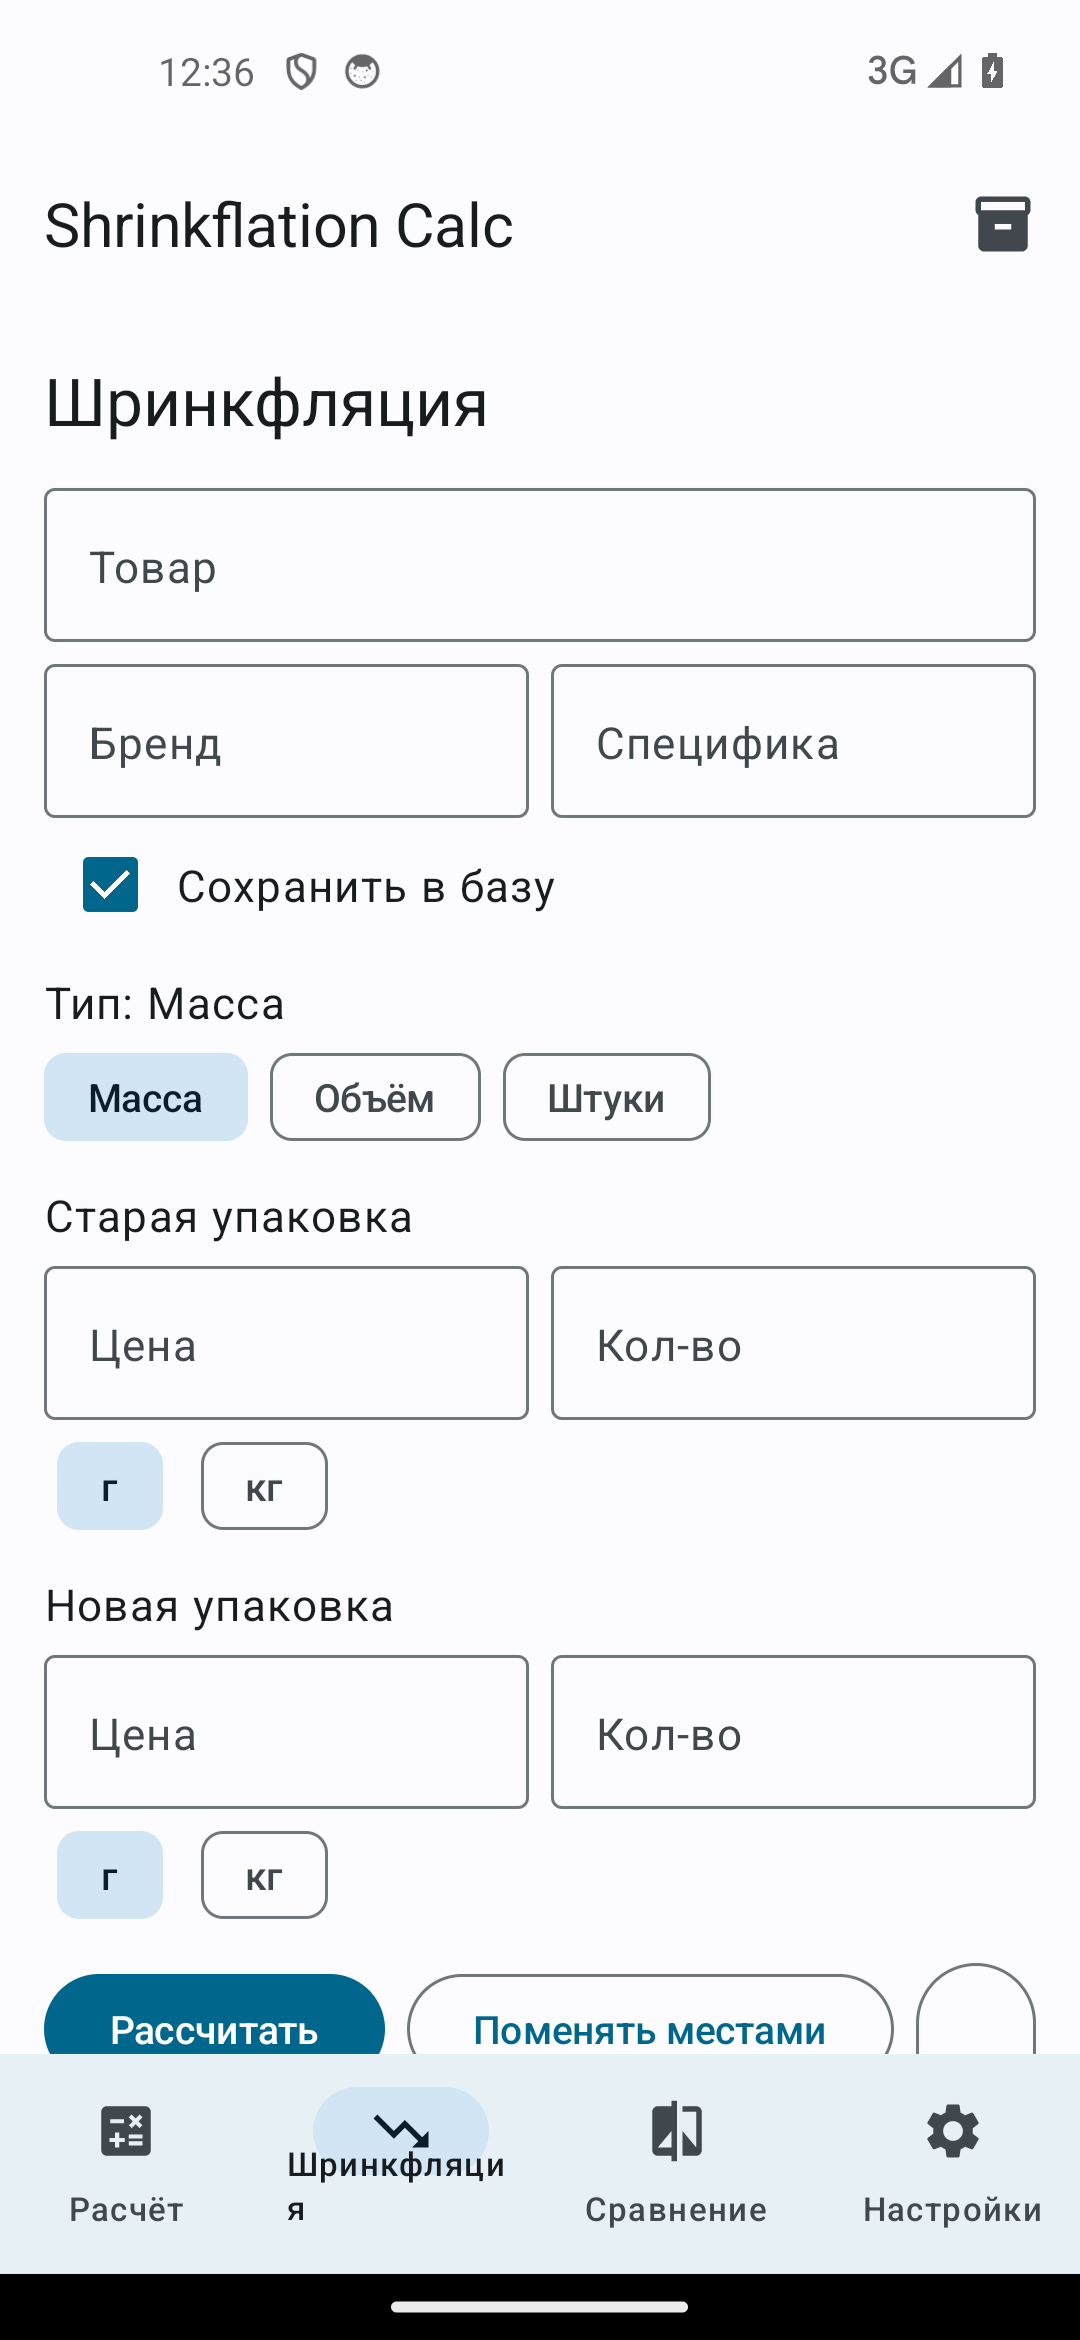 12:36
3G
Shrinkflation Calc
Шринкфляция
Товар
Бренд
Специфика
Сохранить в базу
Тип: Масса
Масса
Объём
Штуки
Старая упаковка
Цена
Кол-во
г
кг
Новая упаковка
Цена
Кол-во
г
кг
Рассчитать
Поменять местами
Расчёт
Шринкфляци
я
Сравнение
Настройки